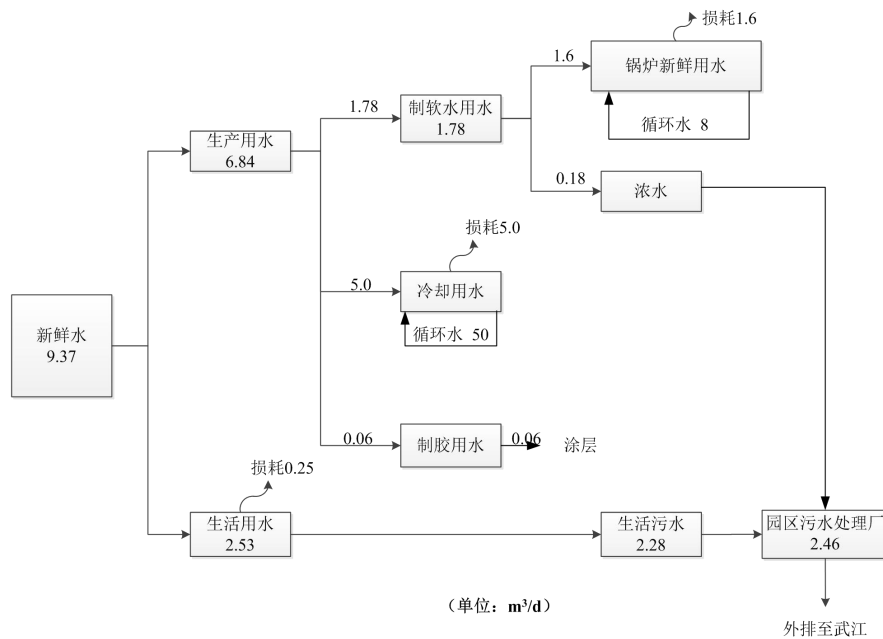 损耗1.6
1.6
锅炉新鲜用水
1.78
制软水用水
1.78
循环水 8
生产用水
6.84
0.18
浓水
损耗5.0
5.0
冷却用水
循环水 50
新鲜水
9.37
0.06
制胶用水
0.06
涂层
损耗0.25
生活用水
2.53
生活污水
2.28
园区污水处理厂
2.46
（单位：m³/d）
外排至武江